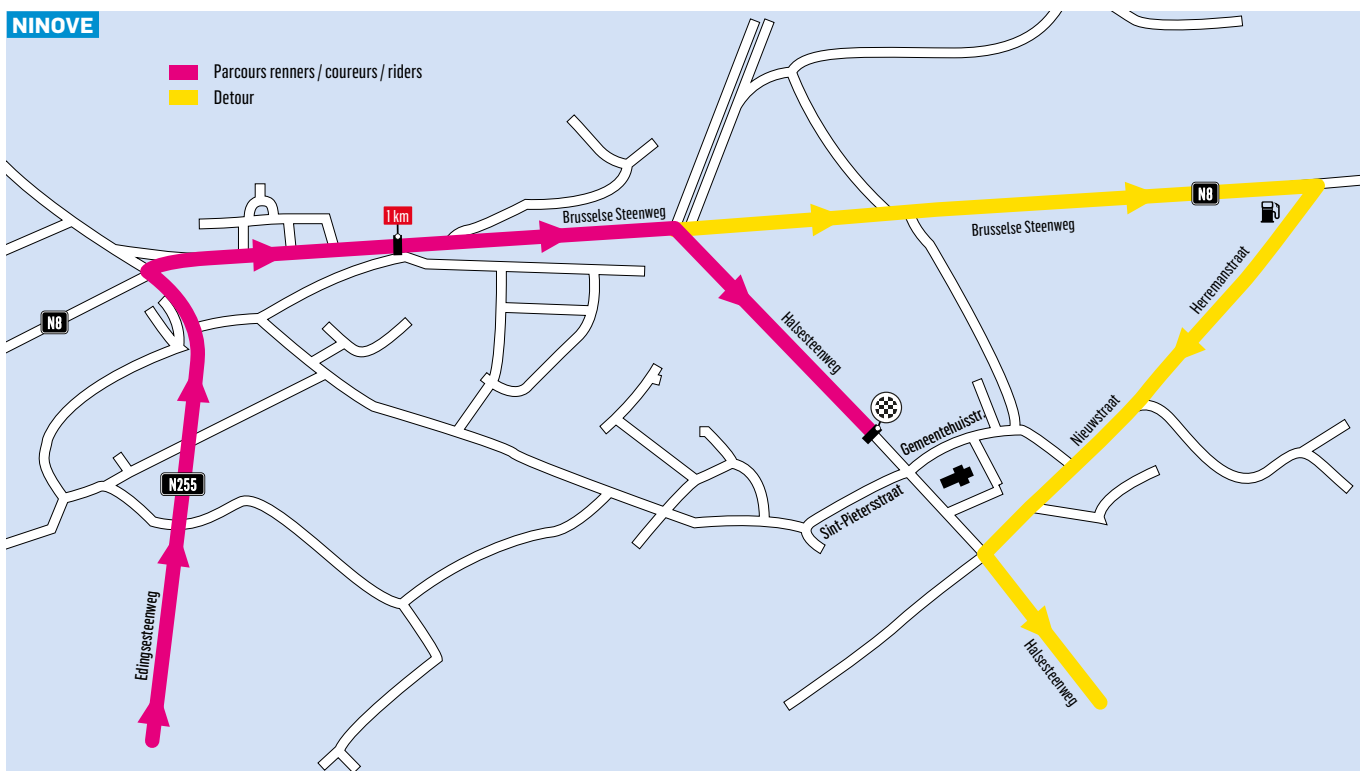 NINOVE
Parcours renners / coureurs / riders
Detour
1 km
Brusselse Steenweg
N8
Brusselse Steenweg
Herremanstraat
N8
Halsesteenweg
Nieuwstraat
Gemeentehuisstr.
N255
Sint-Pietersstraat
Edingsesteenweg
Halsesteenweg